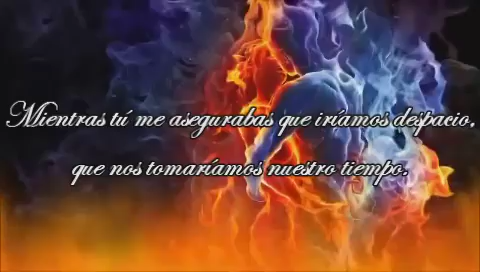 Mientras tú me asegurabas que iríamos despacio,
que nos tomaríamos nuestro tiempo.